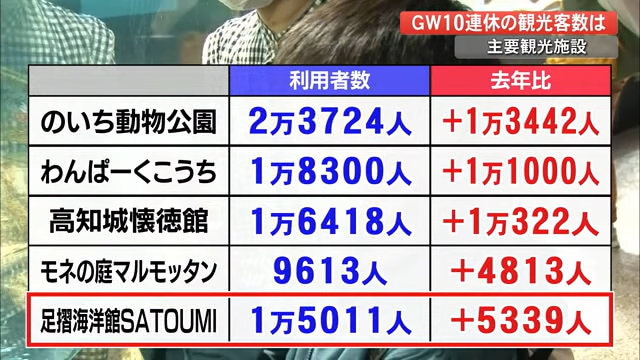 GW10連休の観光客数は
主要観光施設
利用者数 去年比
のいち動物公園 2万3724人 +1万3442人
わんぱーくこうち 1万8300人 +1万1000人
高知城懐徳館 1万6418人 +1万322人
モネの庭マルモッタン 9613人 +4813人
足摺海洋館SATOUMI 1万5011人 +5339人